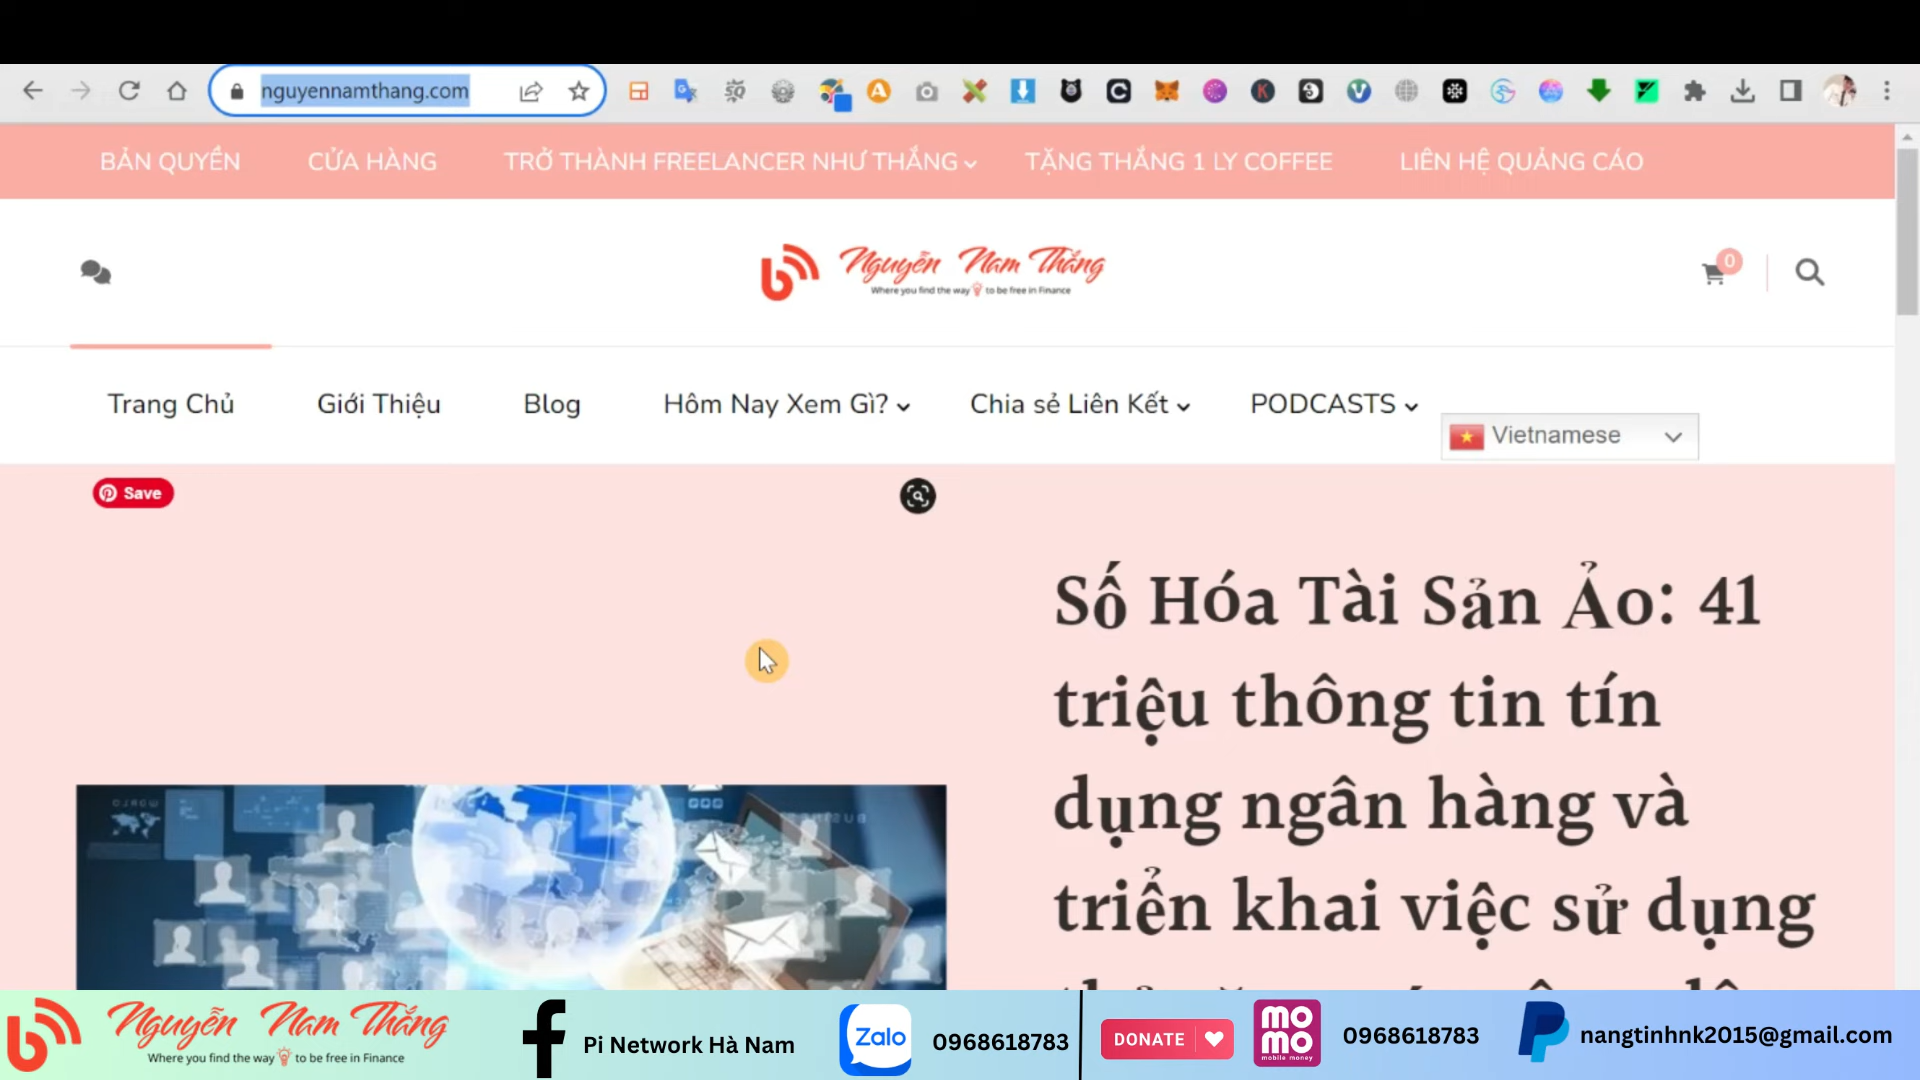 nguyennamthang.com
BẢN QUYỀN CỬA HÀNG TRỞ THÀNH FREELANCER NHƯ THẮNG TẶNG THẮNG 1 LY COFFEE LIÊN HỆ QUẢNG CÁO
Nguyễn Nam Thắng
Where you find the way to be free in Finance
0
Trang Chủ Giới Thiệu Blog Hôm Nay Xem Gì? Chia sẻ Liên Kết PODCASTS
Vietnamese
Save
Số Hóa Tài Sản Ảo: 41
triệu thông tin tín
dụng ngân hàng và
triển khai việc sử dụng
Nguyễn Nam Thắng
Where you find the way to be free in Finance
Pi Network Hà Nam
Zalo
0968618783
DONATE
mo
mo
mobile money
0968618783
nangtinhnk2015@gmail.com